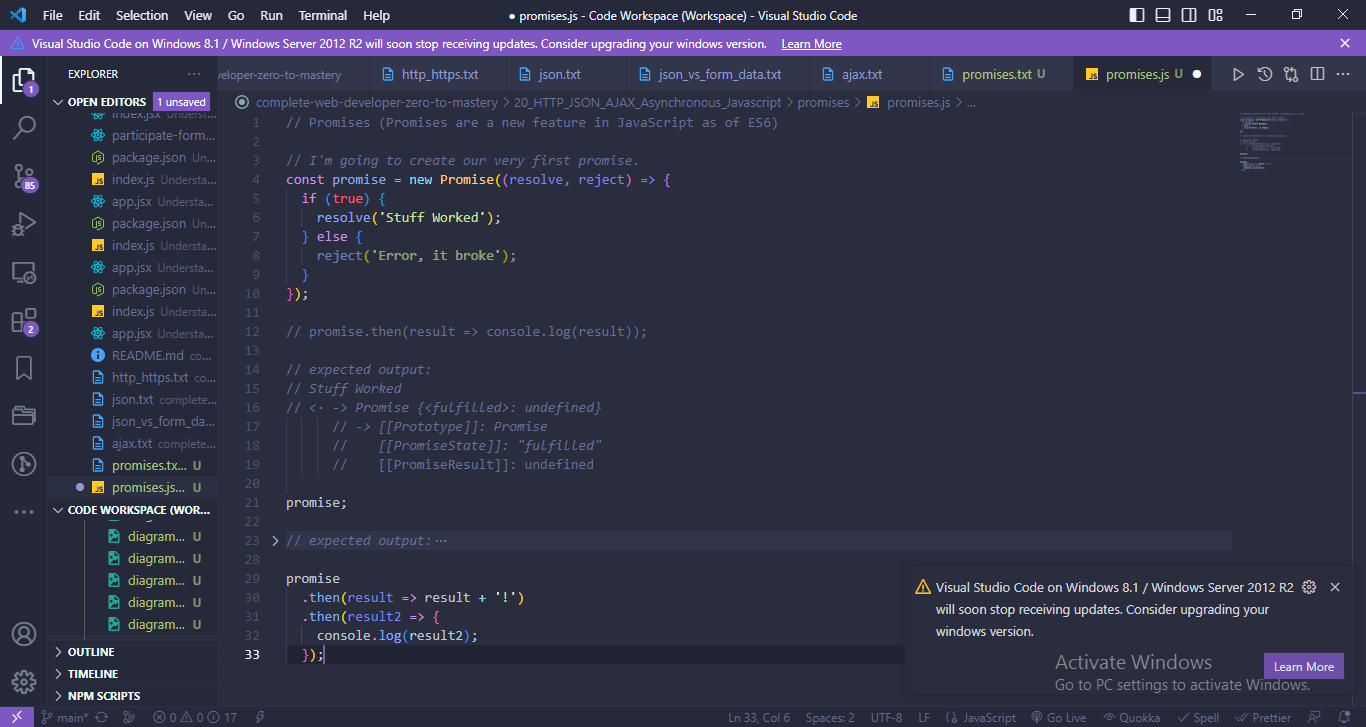 File Edit Selection View Go Run Terminal Help
● promises.js - Code Workspace (Workspace) - Visual Studio Code
Visual Studio Code on Windows 8.1 / Windows Server 2012 R2 will soon stop receiving updates. Consider upgrading your windows version. Learn More
1
EXPLORER ···
veloper-zero-to-mastery http_https.txt json.txt json_vs_form_data.txt ajax.txt promises.txt U JS promises.js U ●
OPEN EDITORS 1 unsaved
complete-web-developer-zero-to-mastery > 20_HTTP_JSON_AJAX_Asynchronous_Javascript > promises > JS promises.js > ...
index.jsx Understa...
participate-form...
package.json Un...
JS index.js Understa...
app.jsx Understa...
package.json Un...
JS index.js Understa...
app.jsx Understa...
package.json Un...
JS index.js Understa...
app.jsx Understa...
README.md co...
http_https.txt co...
json.txt complete...
json_vs_form_da...
ajax.txt complete...
promises.tx... U
● JS promises.js... U
CODE WORKSPACE (WOR...
diagram... U
diagram... U
diagram... U
diagram... U
diagram... U
OUTLINE
TIMELINE
NPM SCRIPTS
85
2
1 // Promises (Promises are a new feature in JavaScript as of ES6)
2
3 // I'm going to create our very first promise.
4 const promise = new Promise((resolve, reject) => {
5 if (true) {
6 resolve('Stuff Worked');
7 } else {
8 reject('Error, it broke');
9 }
10 });
11
12 // promise.then(result => console.log(result));
13
14 // expected output:
15 // Stuff Worked
16 // <· -> Promise {<fulfilled>: undefined}
17 // -> [[Prototype]]: Promise
18 // [[PromiseState]]: "fulfilled"
19 // [[PromiseResult]]: undefined
20
21 promise;
22
23 // expected output:···
28
29 promise
30 .then(result => result + '!')
31 .then(result2 => {
32 console.log(result2);
33 });
Visual Studio Code on Windows 8.1 / Windows Server 2012 R2
will soon stop receiving updates. Consider upgrading your
windows version.
Learn More
Activate Windows
Go to PC settings to activate Windows.
main* 0 0 17 Ln 33, Col 6 Spaces: 2 UTF-8 LF {} JavaScript Go Live Quokka Spell Prettier